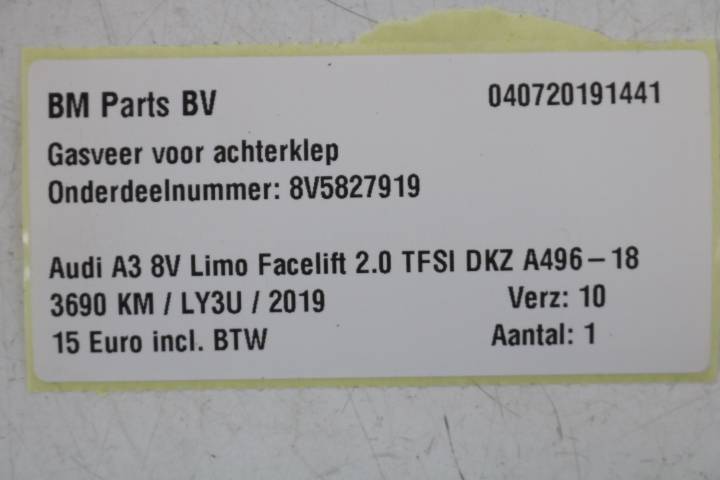 BM Parts BV 040720191441
Gasveer voor achterklep
Onderdeelnummer: 8V5827919
Audi A3 8V Limo Facelift 2.0 TFSI DKZ A496-18
3690 KM / LY3U / 2019 Verz: 10
15 Euro incl. BTW Aantal: 1